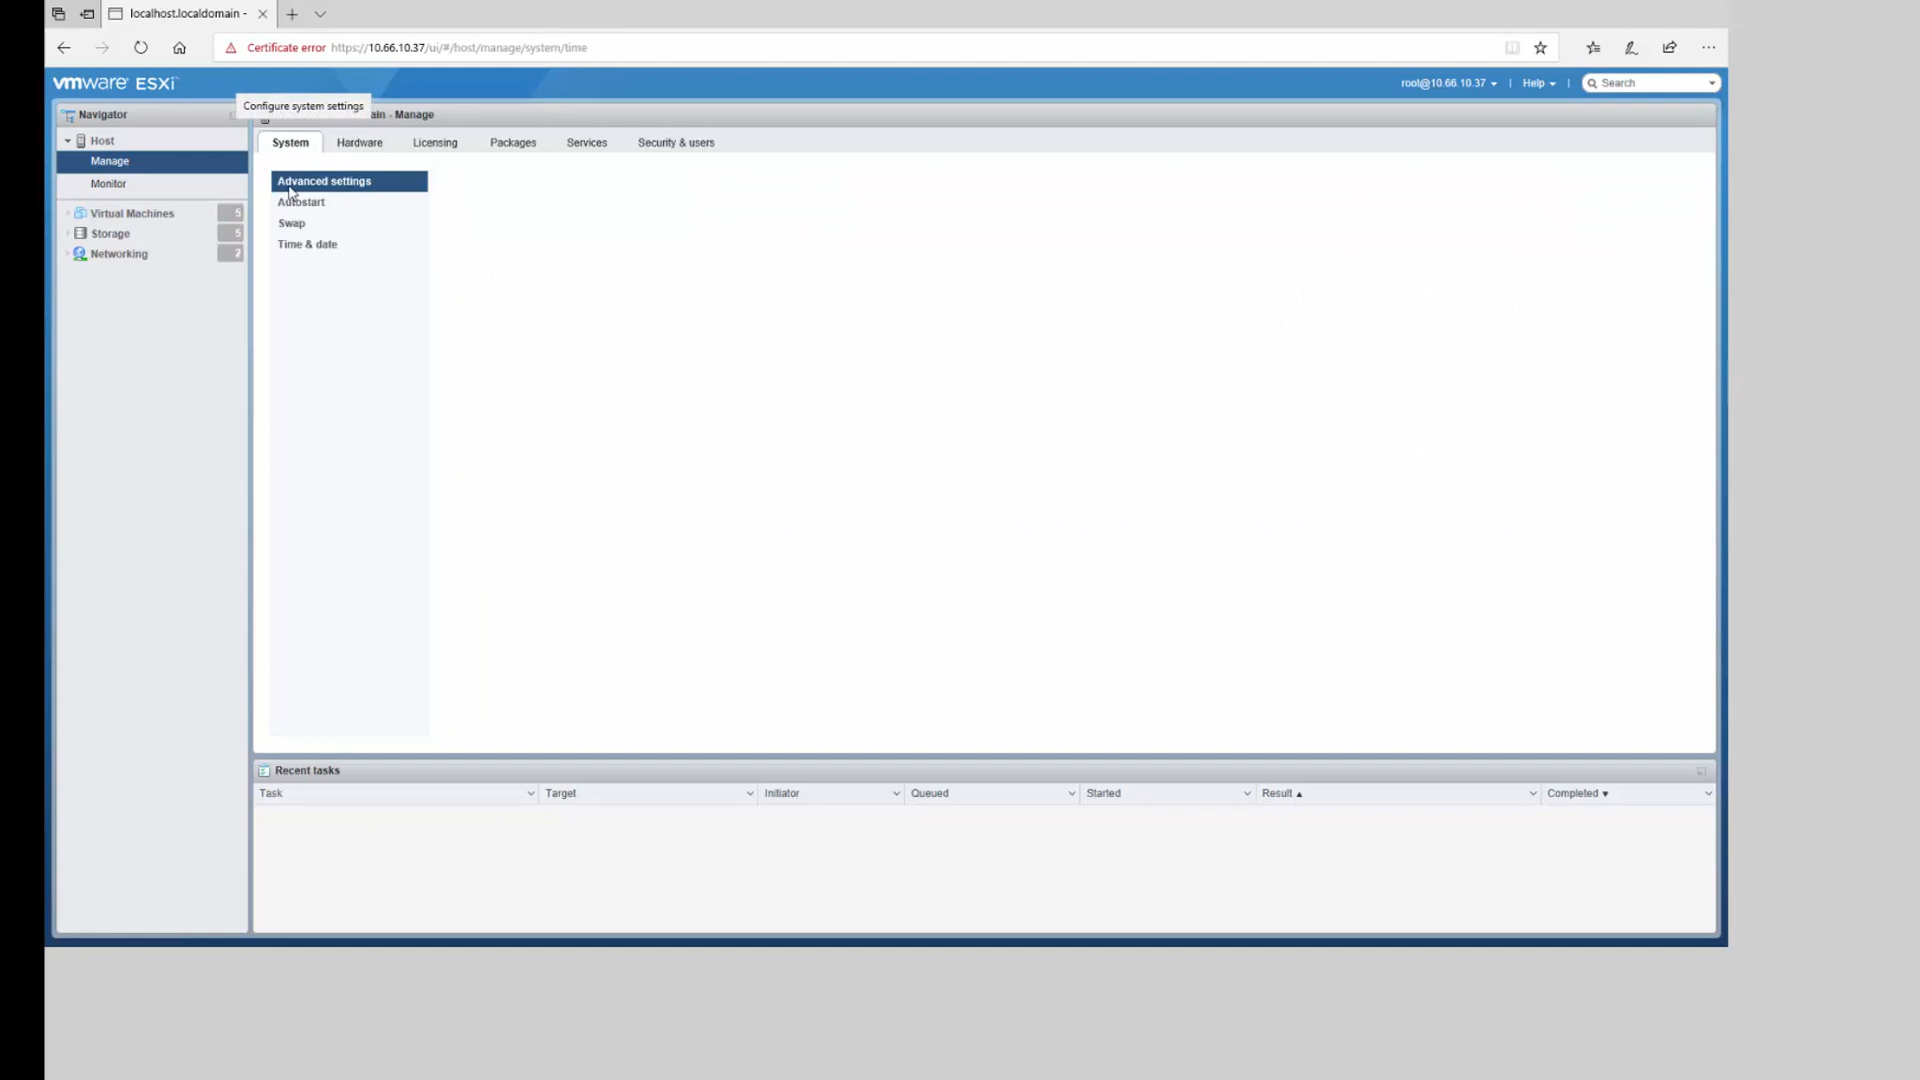 localhost.localdomain -
Certificate error https://10.66.10.37/ui/#/host/manage/system/time
vmware ESXi
root@10.66.10.37 | Help | Search
Configure system settings
Navigator
ain - Manage
Host
Manage
Monitor
Virtual Machines 5
Storage 5
Networking 2
System Hardware Licensing Packages Services Security & users
Advanced settings
Autostart
Swap
Time & date
Recent tasks
Task Target Initiator Queued Started Result Completed